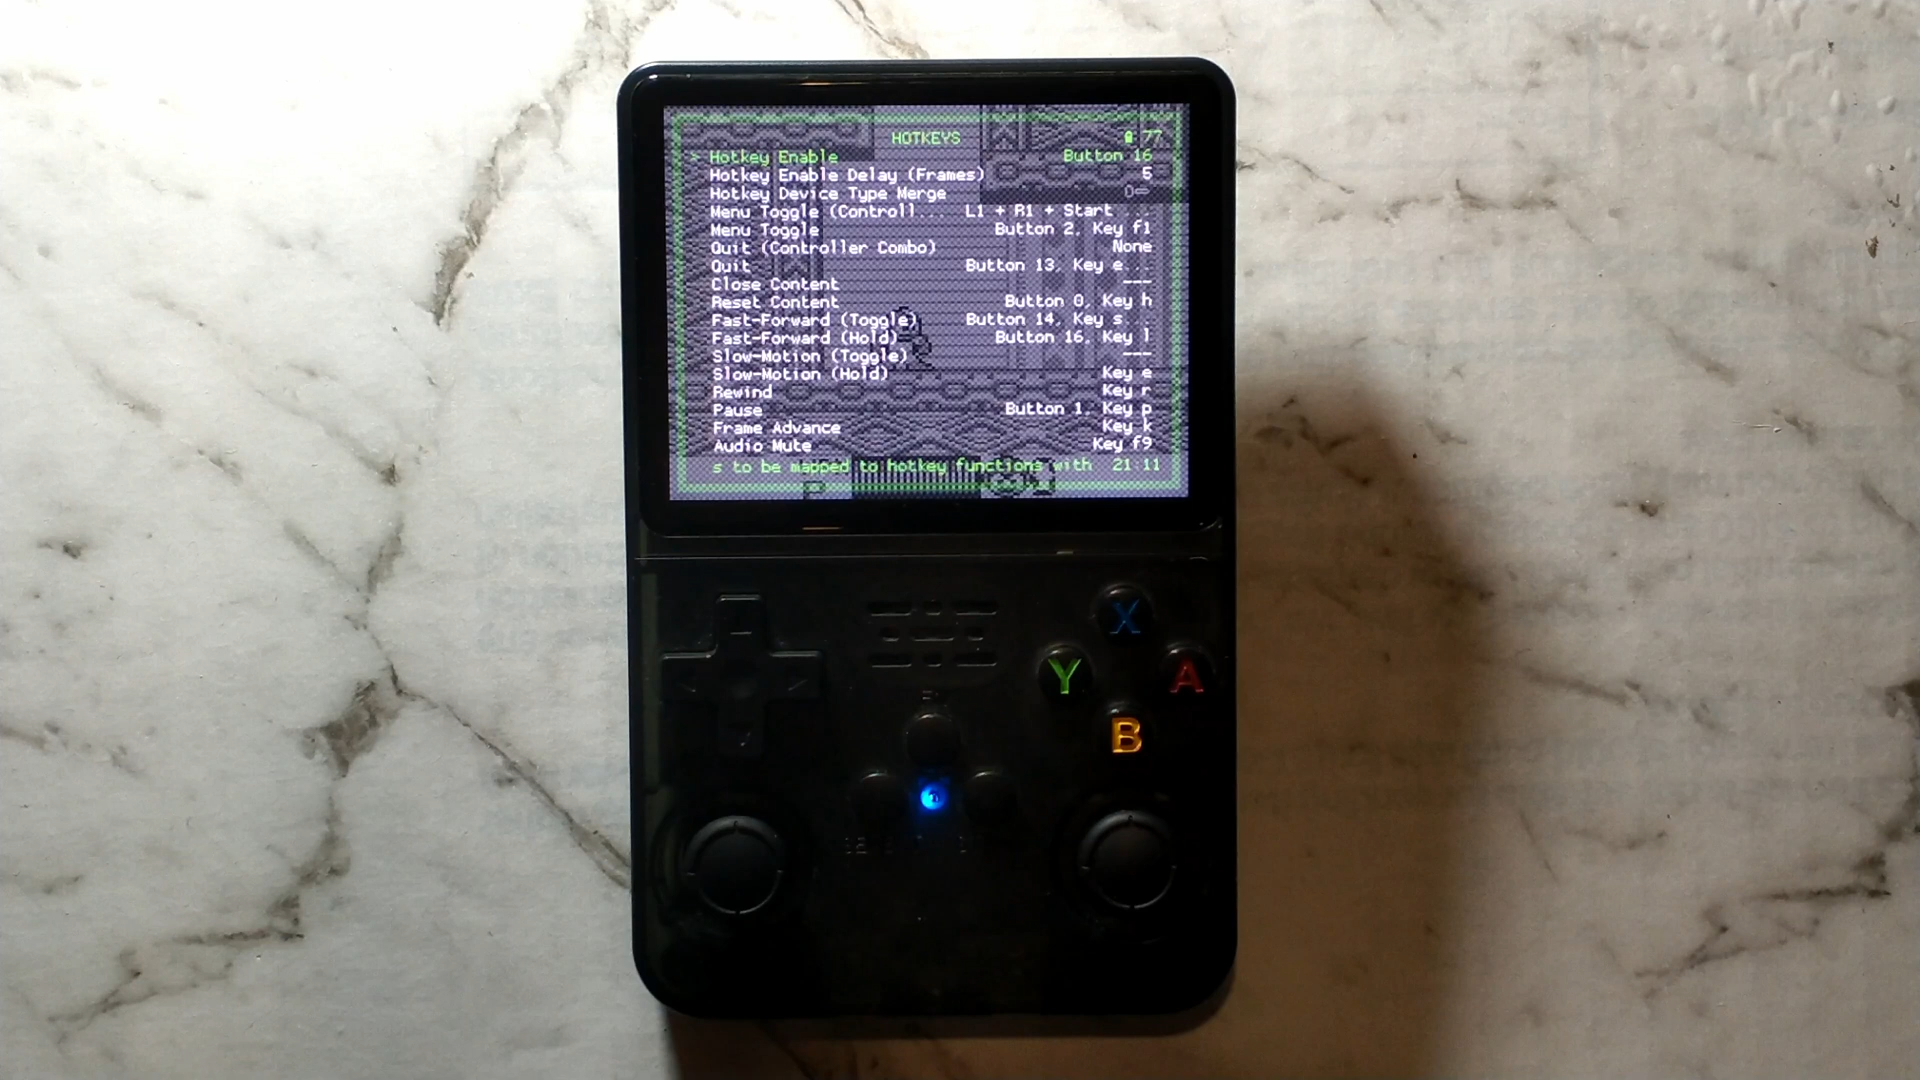 HOTKEYS 77
> Hotkey Enable Button 16
Hotkey Enable Delay (Frames) 5
Hotkey Device Type Merge
Menu Toggle (Controll... L1 + R1 + Start ...
Menu Toggle Button 2, Key f1
Quit (Controller Combo) None
Quit Button 13, Key e...
Close Content ---
Reset Content Button 0, Key h
Fast-Forward (Toggle) Button 14, Key s
Fast-Forward (Hold) Button 16, Key l
Slow-Motion (Toggle) ---
Slow-Motion (Hold) Key e
Rewind Key r
Pause Button 1, Key p
Frame Advance Key k
Audio Mute Key f9
s to be mapped to hotkey functions with 21:11
X
Y A
B